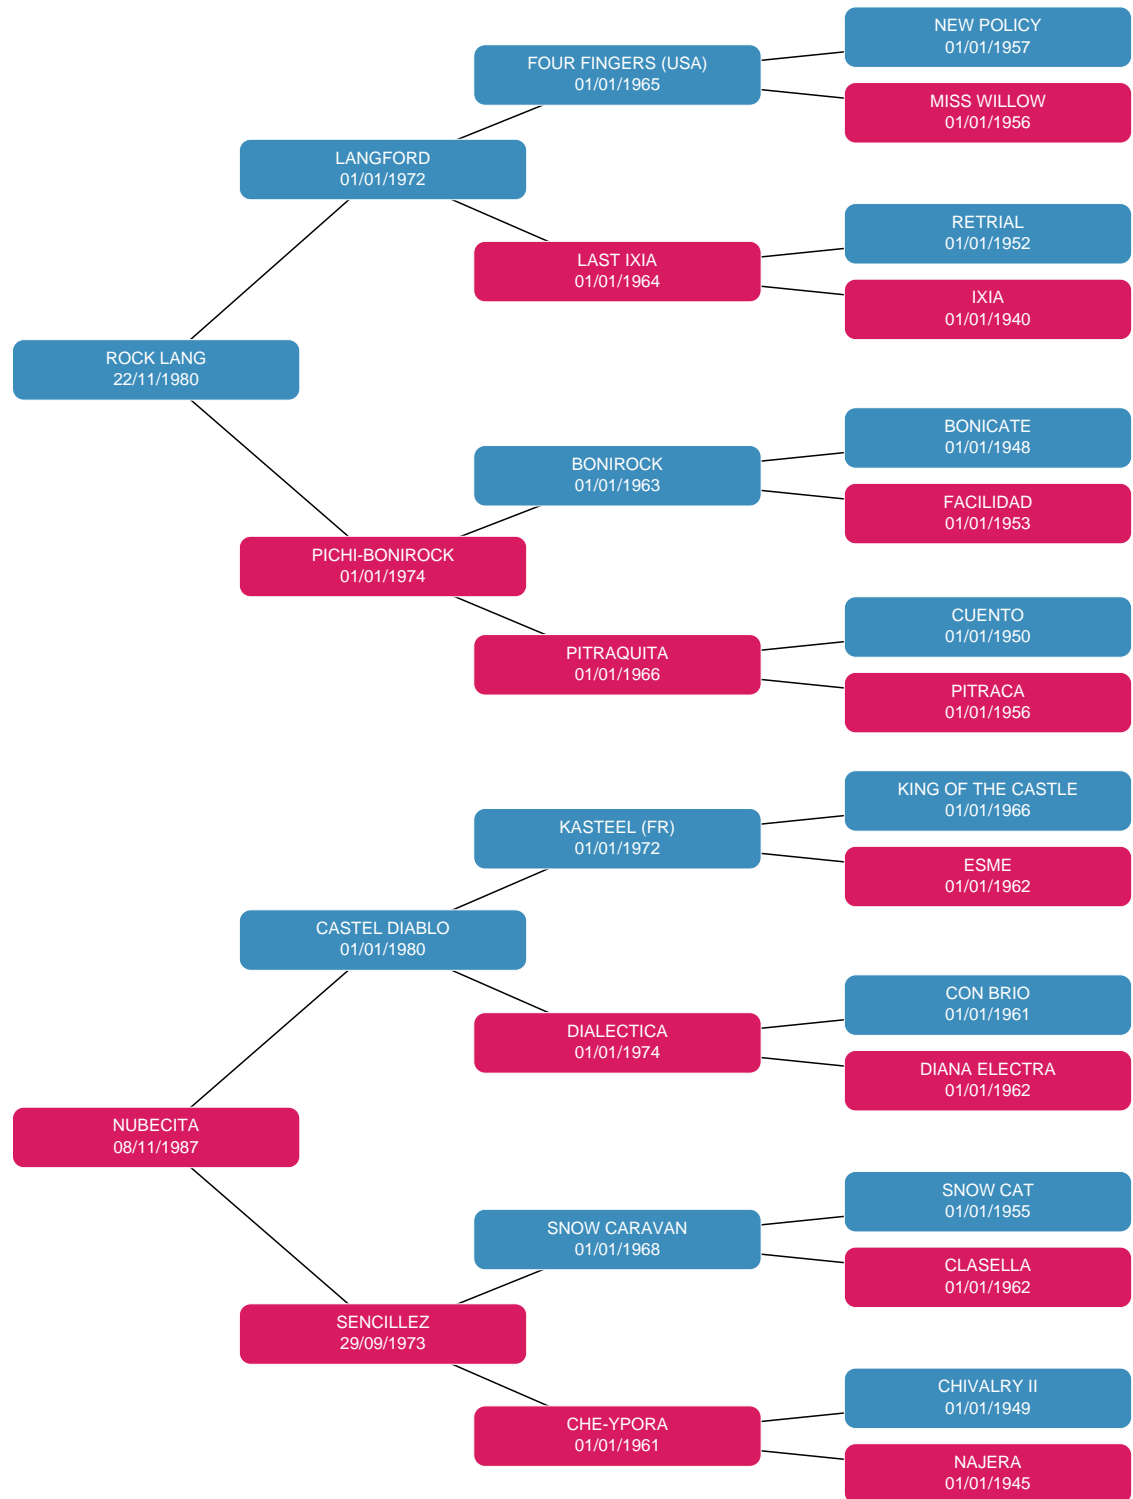 NEW POLICY
01/01/1957
FOUR FINGERS (USA)
01/01/1965
MISS WILLOW
01/01/1956
LANGFORD
01/01/1972
RETRIAL
01/01/1952
LAST IXIA
01/01/1964
IXIA
01/01/1940
ROCK LANG
22/11/1980
BONICATE
01/01/1948
BONIROCK
01/01/1963
FACILIDAD
01/01/1953
PICHI-BONIROCK
01/01/1974
CUENTO
01/01/1950
PITRAQUITA
01/01/1966
PITRACA
01/01/1956
KING OF THE CASTLE
01/01/1966
KASTEEL (FR)
01/01/1972
ESME
01/01/1962
CASTEL DIABLO
01/01/1980
CON BRIO
01/01/1961
DIALECTICA
01/01/1974
DIANA ELECTRA
01/01/1962
NUBECITA
08/11/1987
SNOW CAT
01/01/1955
SNOW CARAVAN
01/01/1968
CLASELLA
01/01/1962
SENCILLEZ
29/09/1973
CHIVALRY II
01/01/1949
CHE-YPORA
01/01/1961
NAJERA
01/01/1945